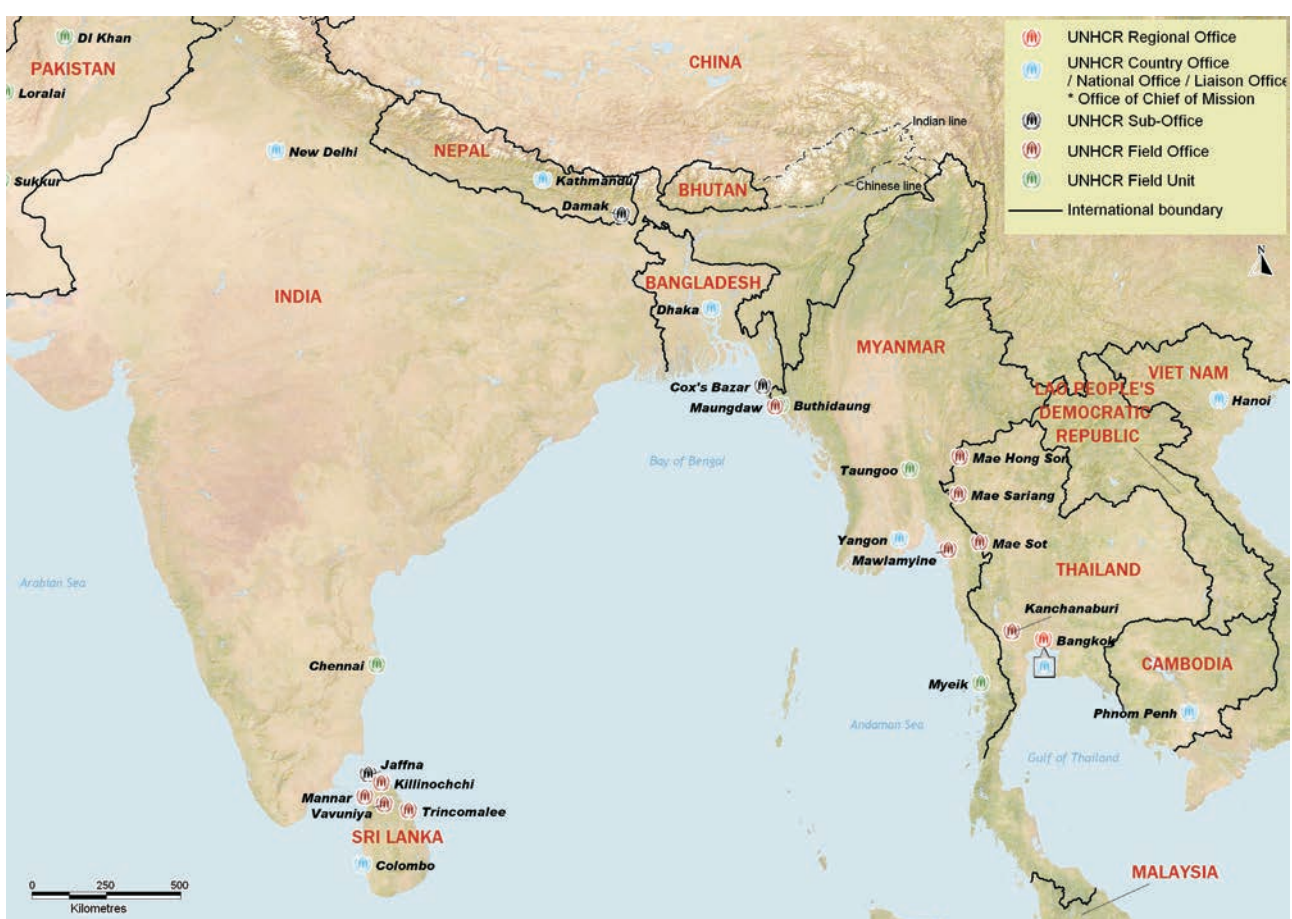 DI Khan
PAKISTAN
Loralai
Sukkur
New Delhi
NEPAL
Kathmandu
Damak
CHINA
BHUTAN
Indian line
Chinese line
UNHCR Regional Office
UNHCR Country Office
/ National Office / Liaison Office
* Office of Chief of Mission
UNHCR Sub-Office
UNHCR Field Office
UNHCR Field Unit
International boundary
N
INDIA
BANGLADESH
Dhaka
Cox's Bazar
Maungdaw
Buthidaung
MYANMAR
VIET NAM
Hanoi
LAO PEOPLE'S
DEMOCRATIC
REPUBLIC
Bay of Bengal
Taungoo
Mae Hong Son
Mae Sariang
Yangon
Mawlamyine
Mae Sot
THAILAND
Arabian Sea
Kanchanaburi
Bangkok
CAMBODIA
Phnom Penh
Chennai
Myeik
Andaman Sea
Gulf of Thailand
Jaffna
Killinochchi
Mannar
Vavuniya
Trincomalee
SRI LANKA
Colombo
MALAYSIA
0 250 500
Kilometres